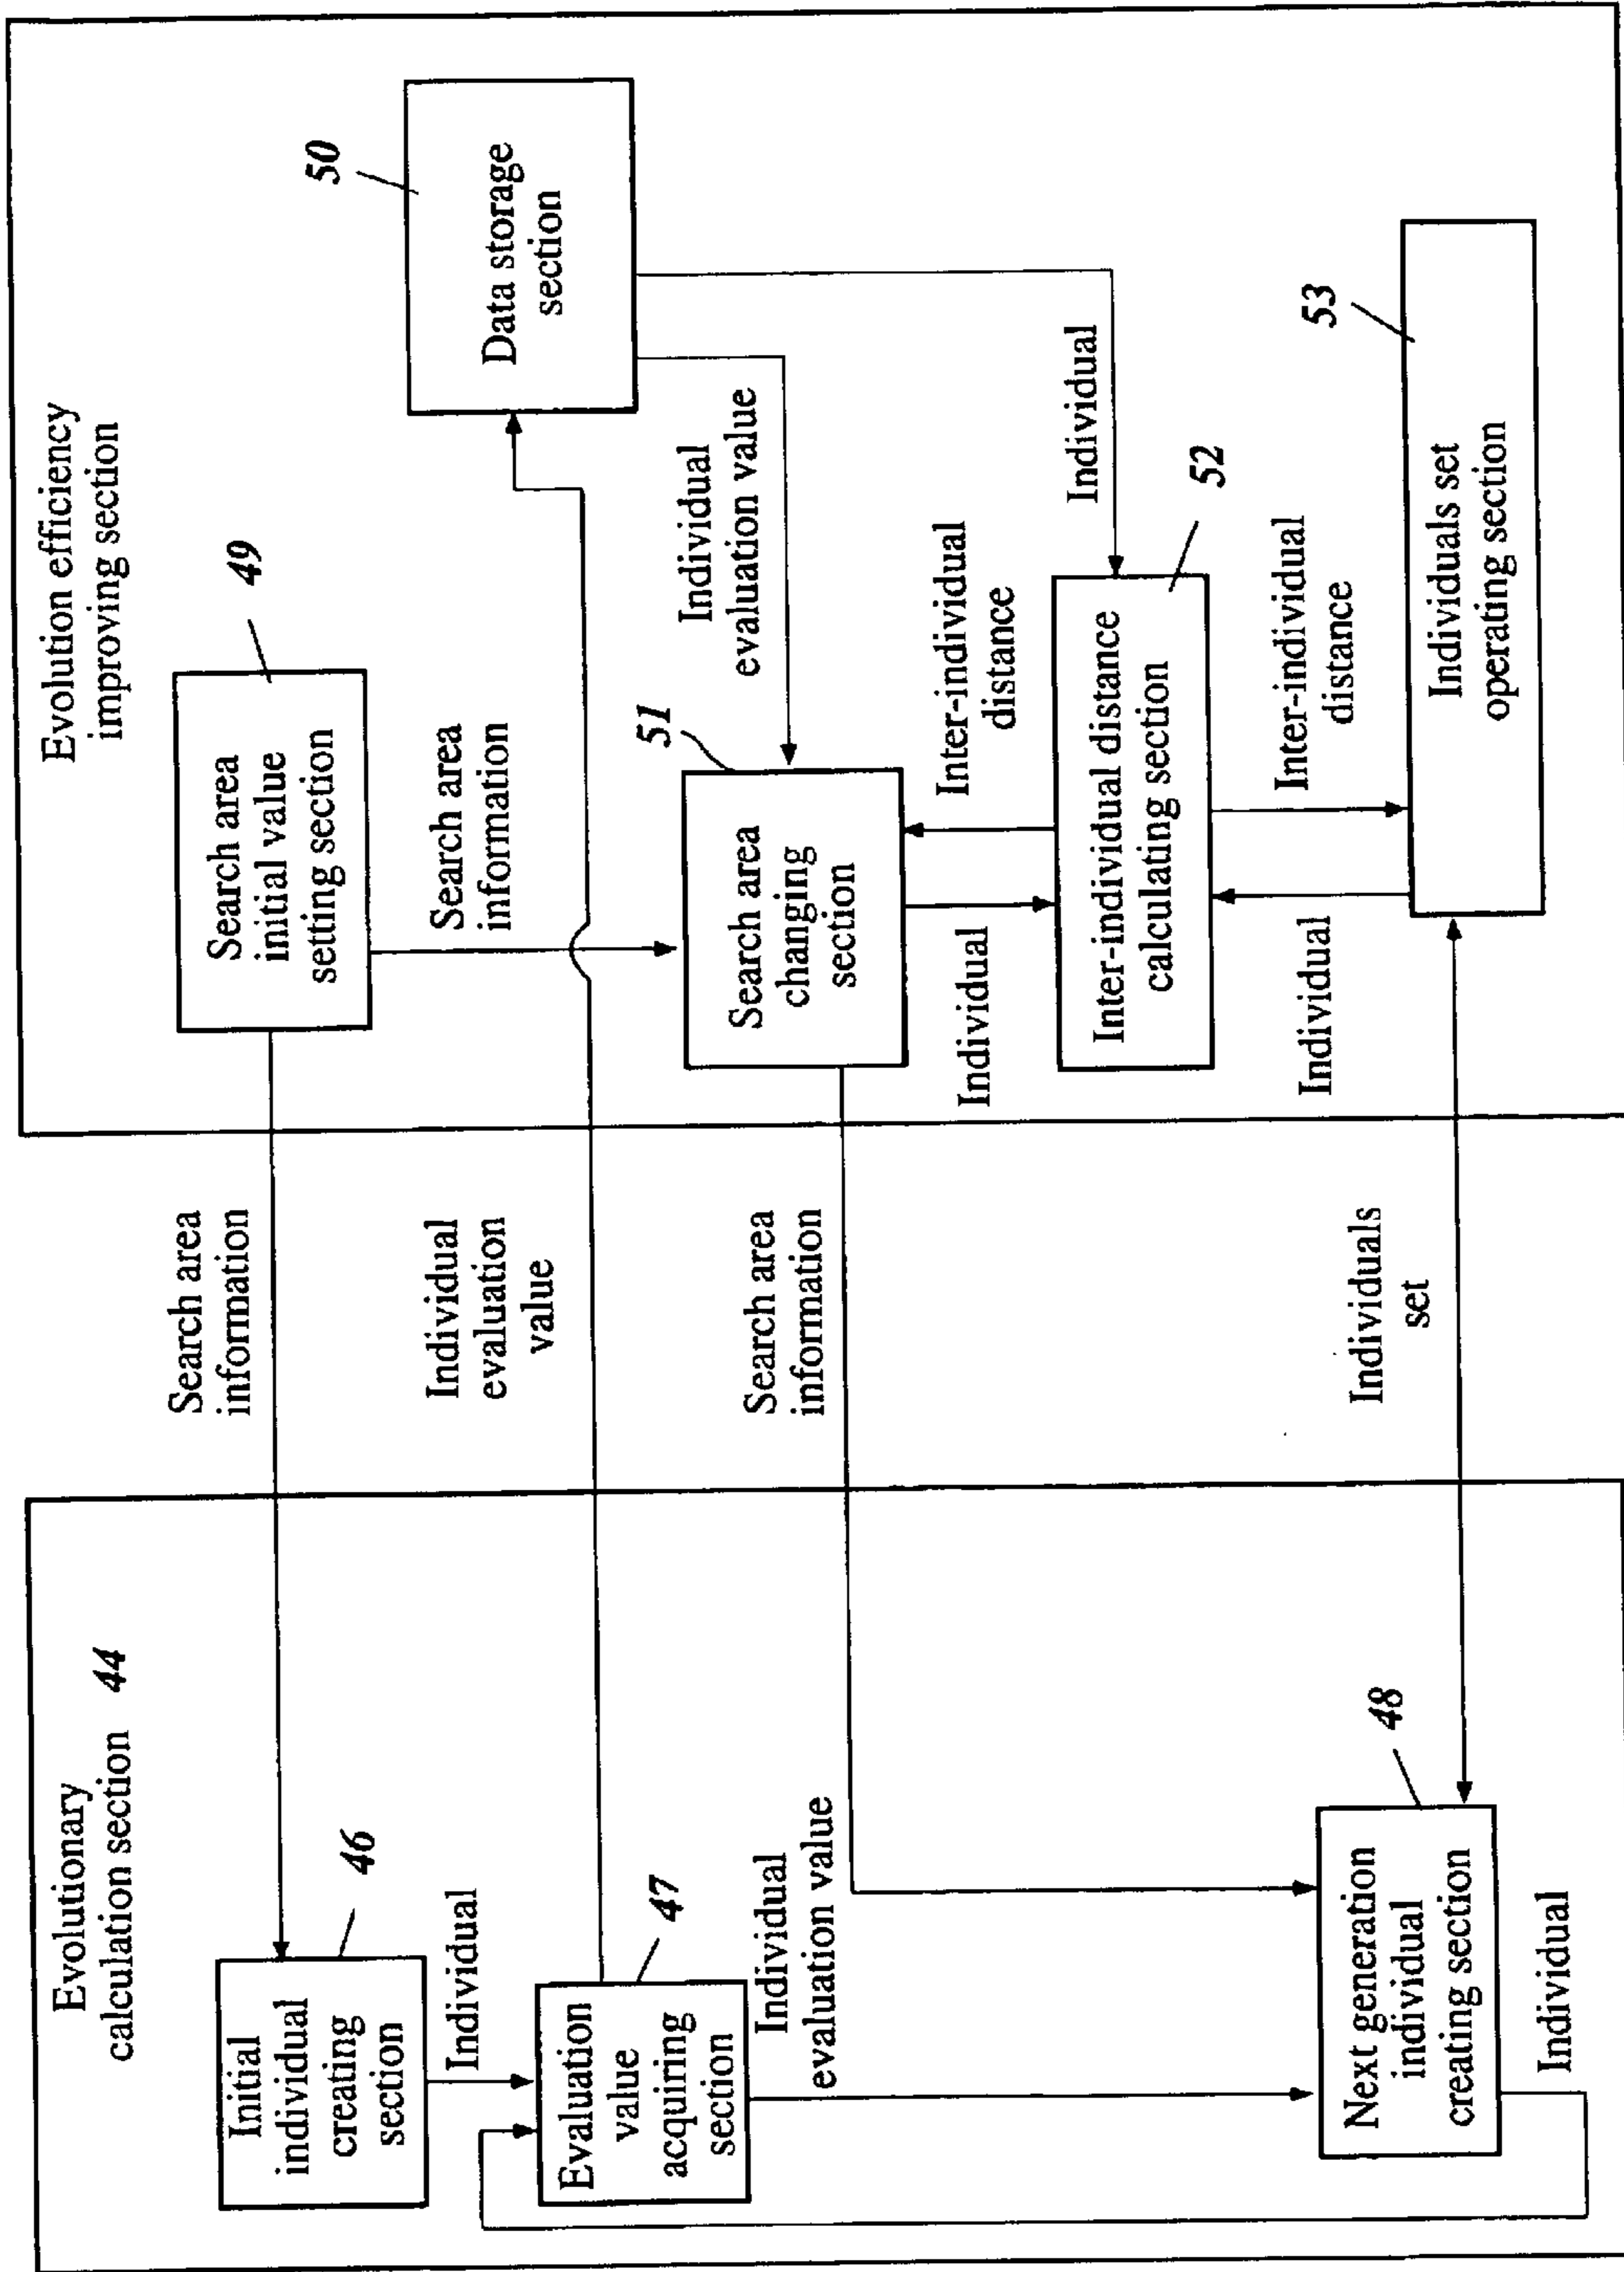 Evolutionary
calculation section 44
Initial
individual
creating
section
46
Individual
Evaluation
value
acquiring
section
47
Individual
evaluation value
Next generation
individual
creating section
48
Individual
Search area
information
Individual
evaluation
value
Search area
information
Individuals
set
Evolution efficiency
improving section
Search area
initial value
setting section
49
Search area
information
Data storage
section
50
Individual
evaluation value
Search area
changing
section
51
Inter-individual
distance
Individual
Individual
Inter-individual distance
calculating section
52
Inter-individual
distance
Individual
Individuals set
operating section
53